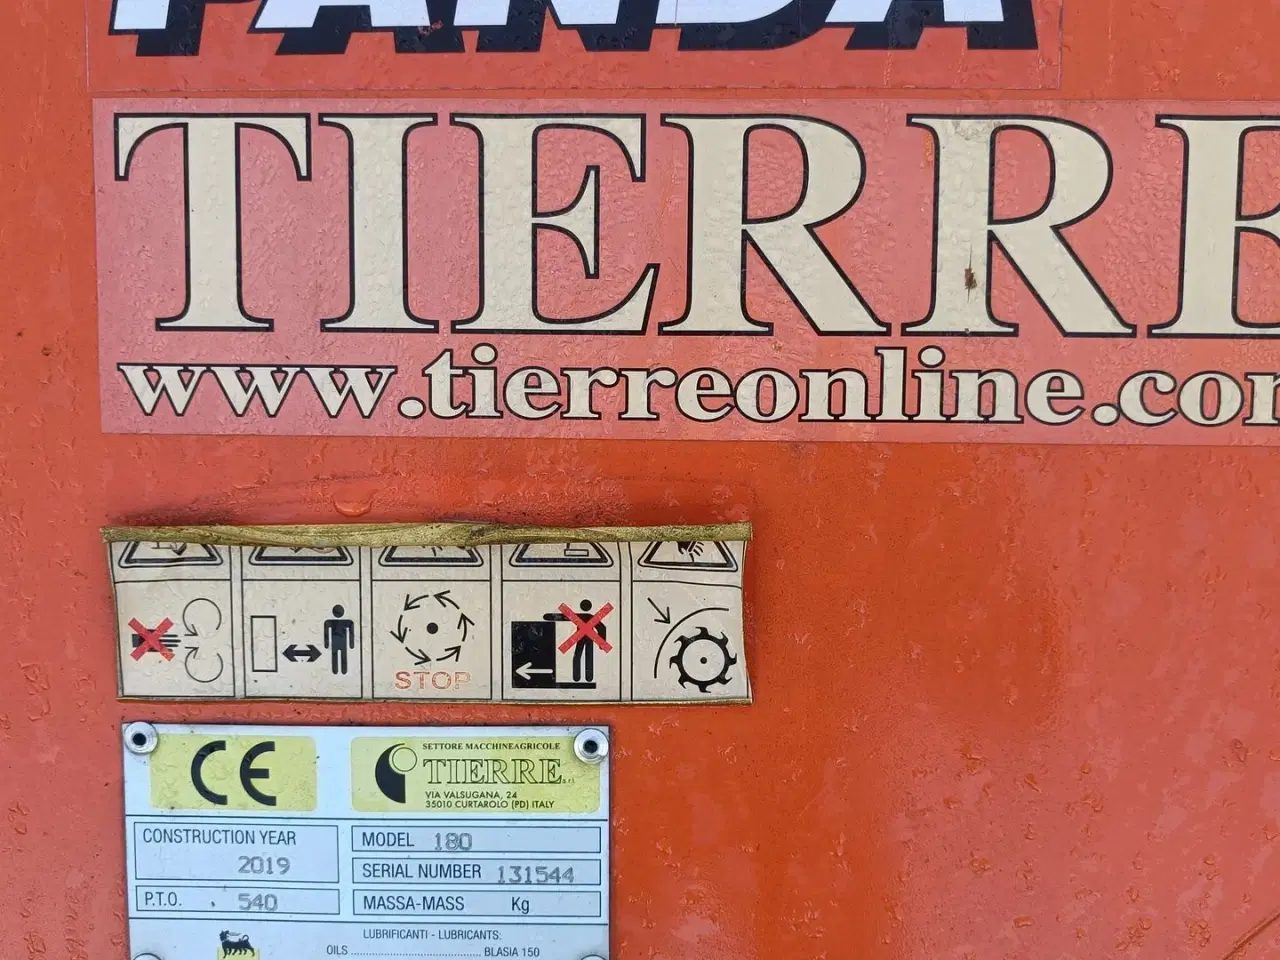 PANDA
TIERRE
www.tierreonline.com
STOP
CE
SETTORE MACCHINEAGRICOLE
TIERRE s.r.l.
VIA VALSUGANA, 24
35010 CURTAROLO (PD) ITALY
CONSTRUCTION YEAR
2019
P.T.O. 540
MODEL 180
SERIAL NUMBER 131544
MASSA-MASS Kg
LUBRIFICANTI - LUBRICANTS:
OILS ........................................ BLASIA 150